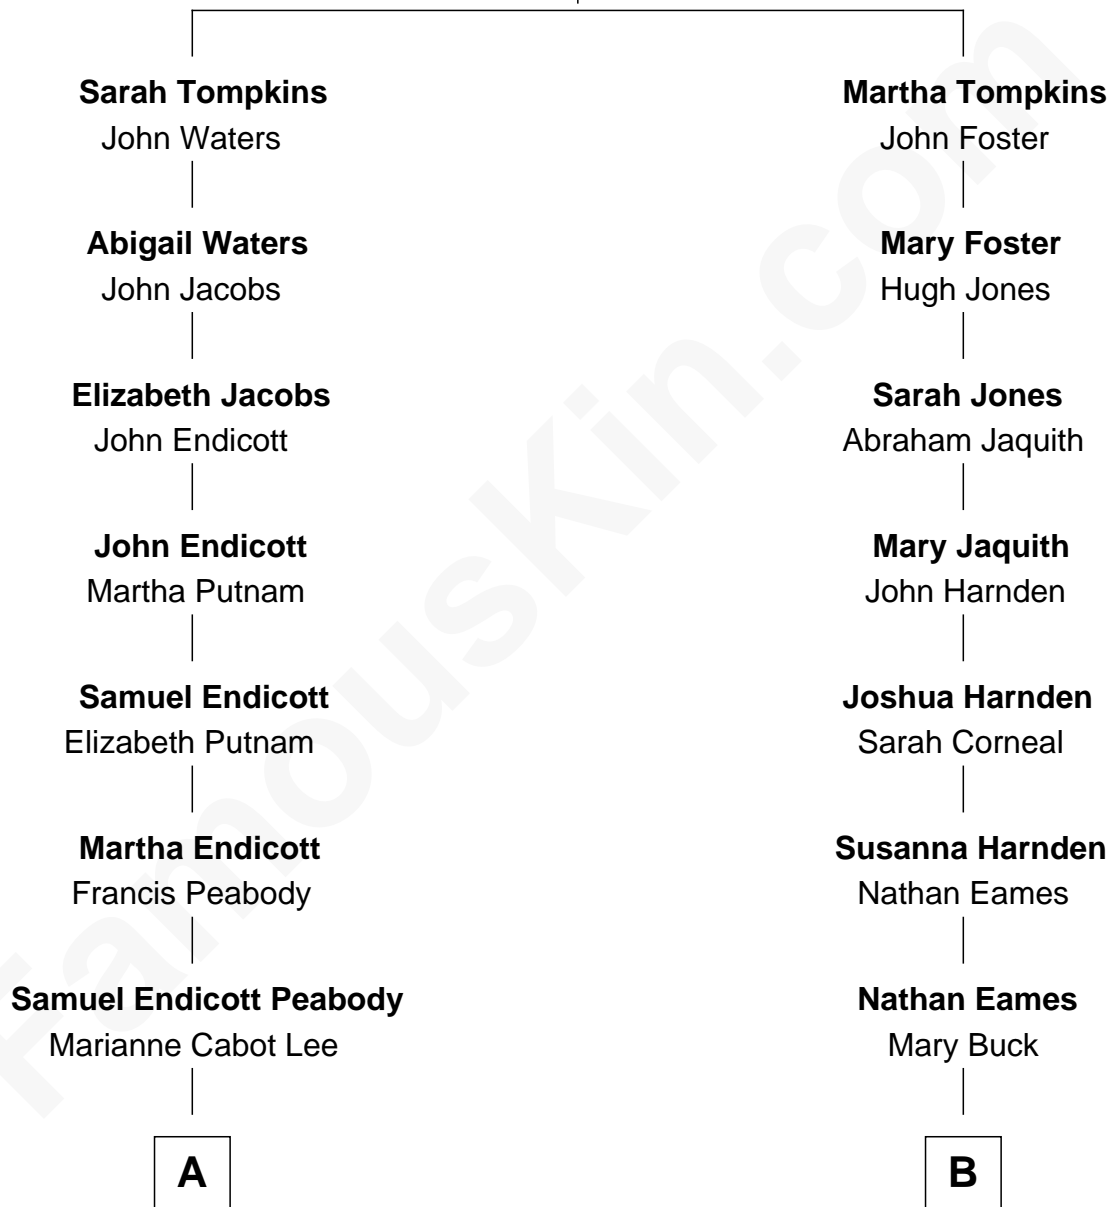 Sarah Tompkins
John Waters
Abigail Waters
John Jacobs
Elizabeth Jacobs
John Endicott
John Endicott
Martha Putnam
Samuel Endicott
Elizabeth Putnam
Martha Endicott
Francis Peabody
Samuel Endicott Peabody
Marianne Cabot Lee
A
Martha Tompkins
John Foster
Mary Foster
Hugh Jones
Sarah Jones
Abraham Jaquith
Mary Jaquith
John Harnden
Joshua Harnden
Sarah Corneal
Susanna Harnden
Nathan Eames
Nathan Eames
Mary Buck
B
FamousKin.com